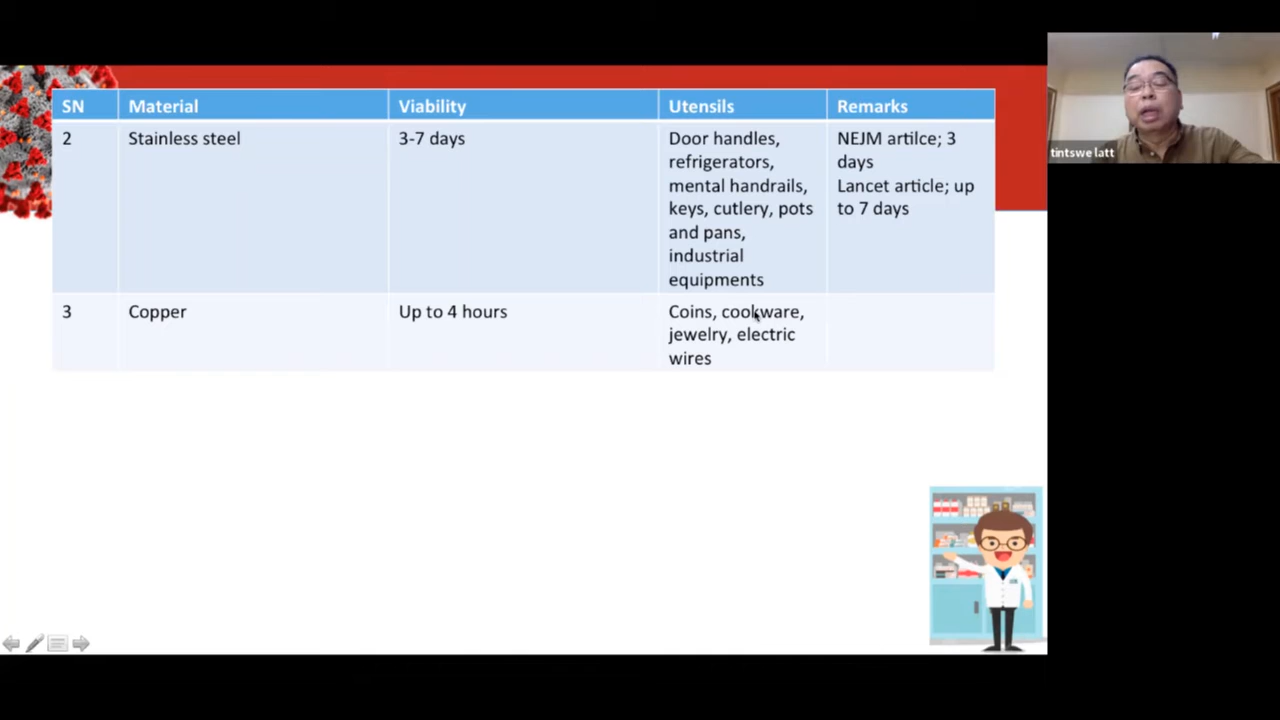 SN Material Viability Utensils Remarks
2 Stainless steel 3-7 days Door handles, NEJM artilce; 3
refrigerators, days
mental handrails, Lancet article; up
keys, cutlery, pots to 7 days
and pans,
industrial
equipments
3 Copper Up to 4 hours Coins, cookware,
jewelry, electric
wires
tintswe latt